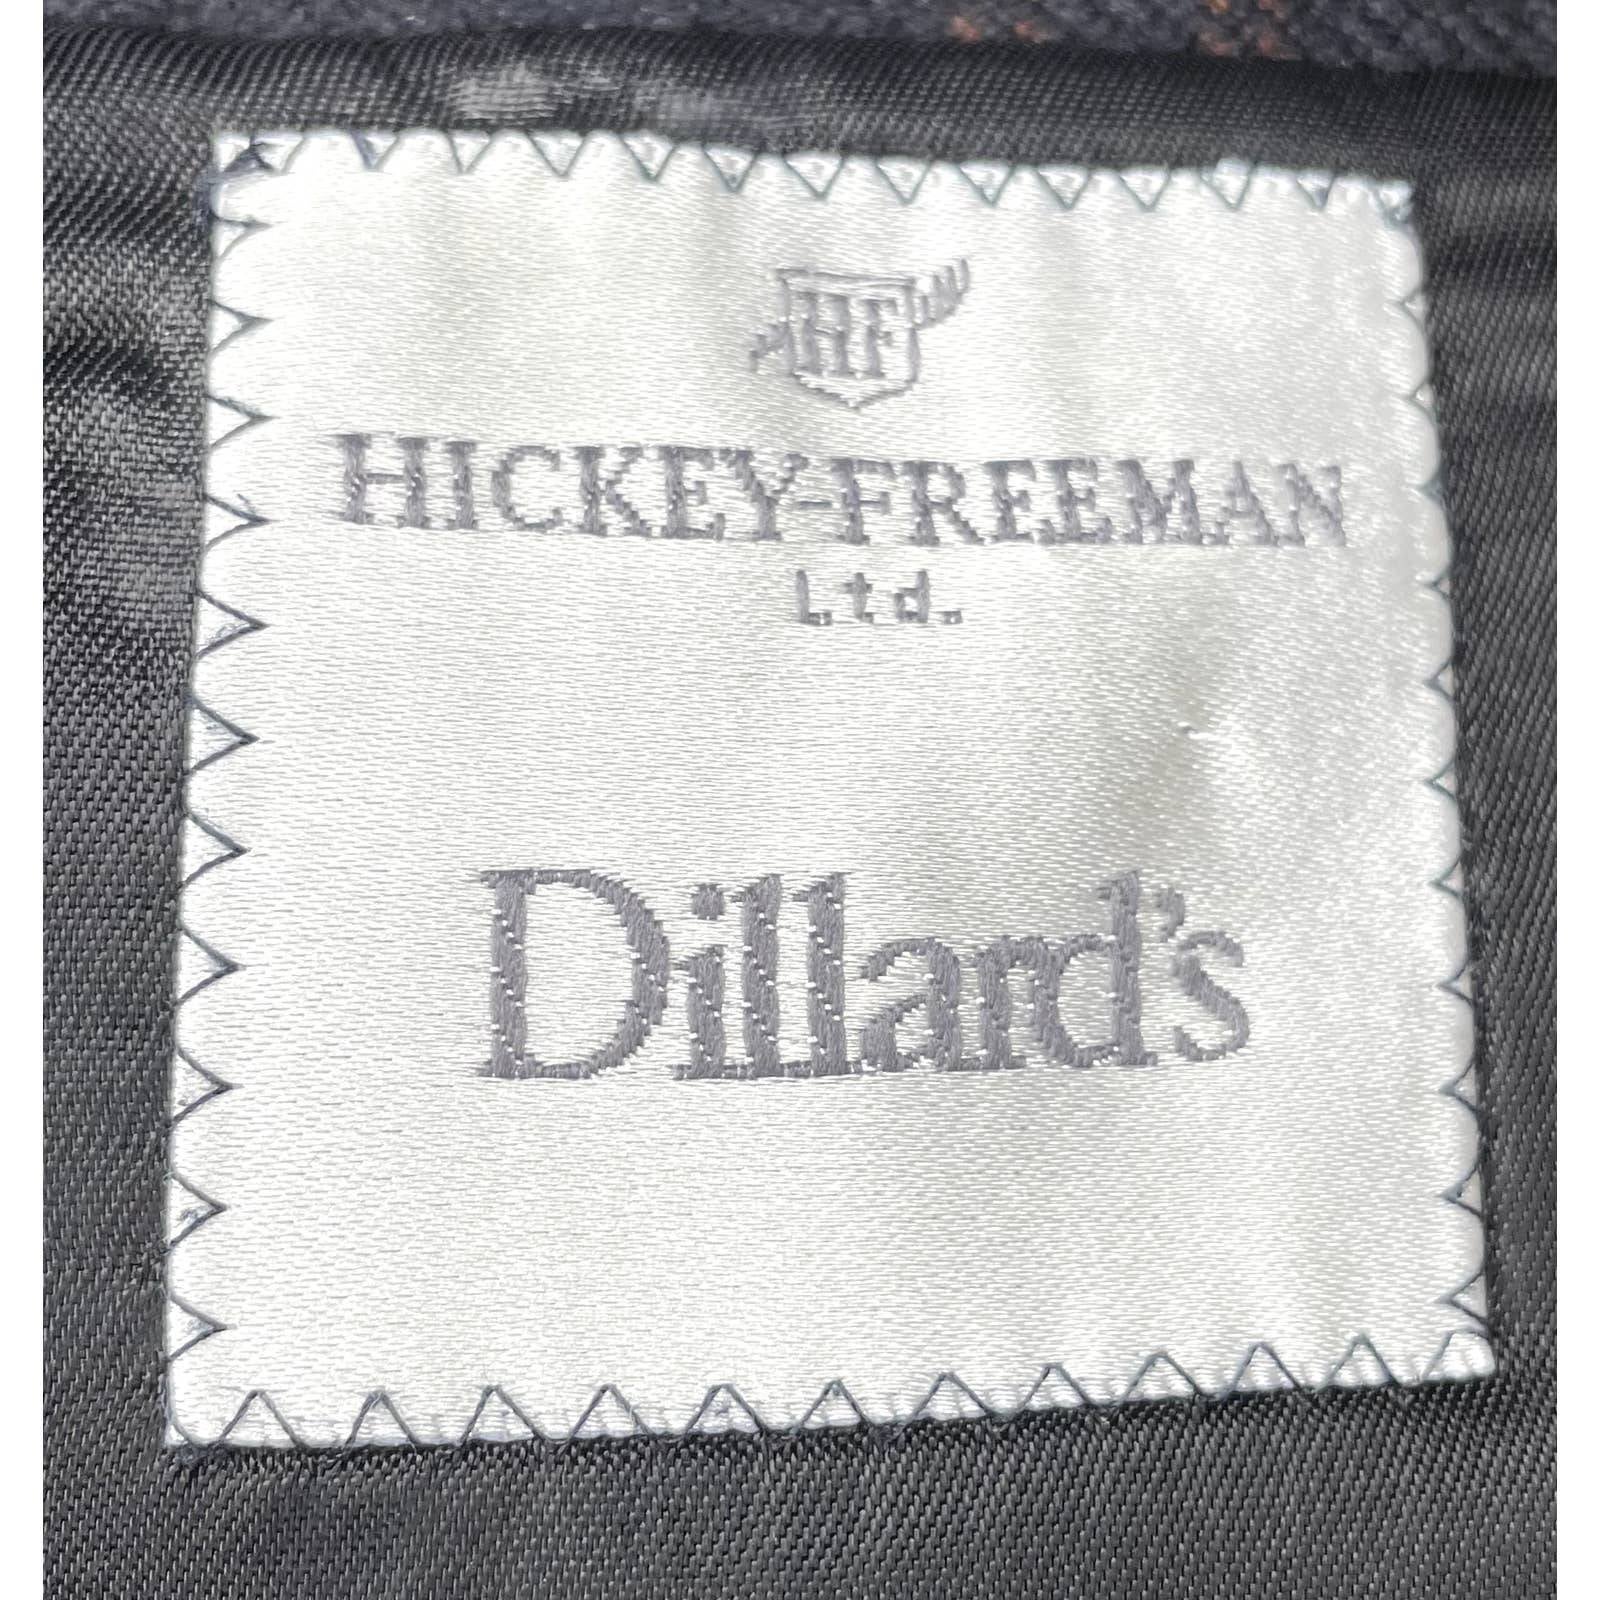 HF
HICKEY-FREEMAN
Ltd.
Dillard's